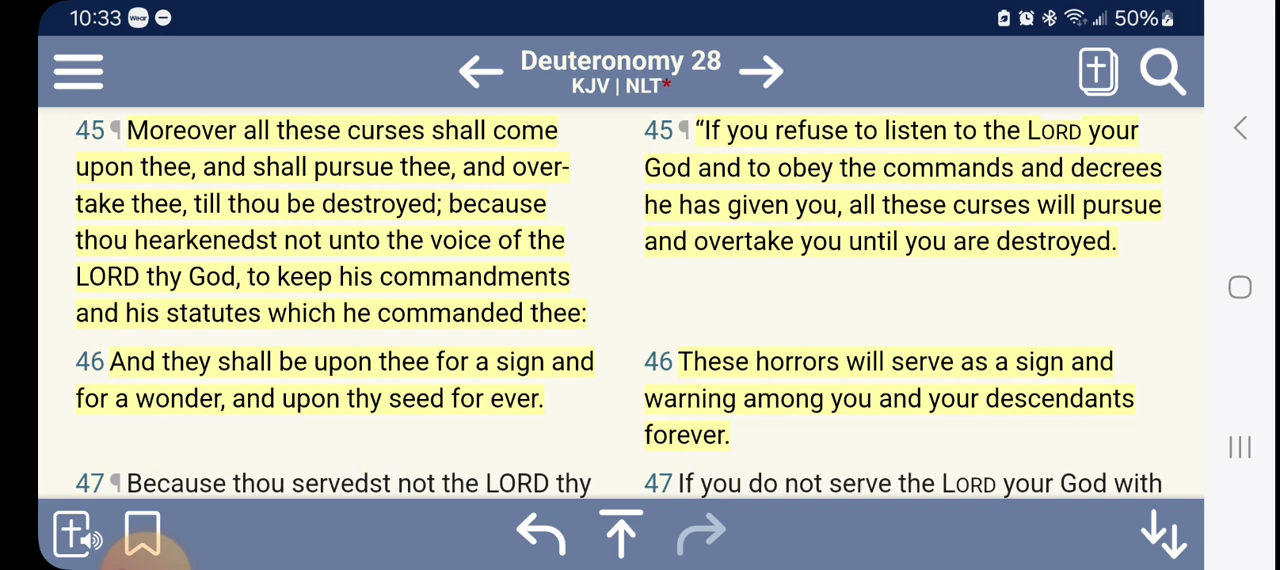 10:33 Wear 50%
Deuteronomy 28
KJV | NLT*
45 ¶ Moreover all these curses shall come
upon thee, and shall pursue thee, and over-
take thee, till thou be destroyed; because
thou hearkenedst not unto the voice of the
LORD thy God, to keep his commandments
and his statutes which he commanded thee:
46 And they shall be upon thee for a sign and
for a wonder, and upon thy seed for ever.
47 ¶ Because thou servedst not the LORD thy
45 ¶ “If you refuse to listen to the LORD your
God and to obey the commands and decrees
he has given you, all these curses will pursue
and overtake you until you are destroyed.
46 These horrors will serve as a sign and
warning among you and your descendants
forever.
47 If you do not serve the LORD your God with